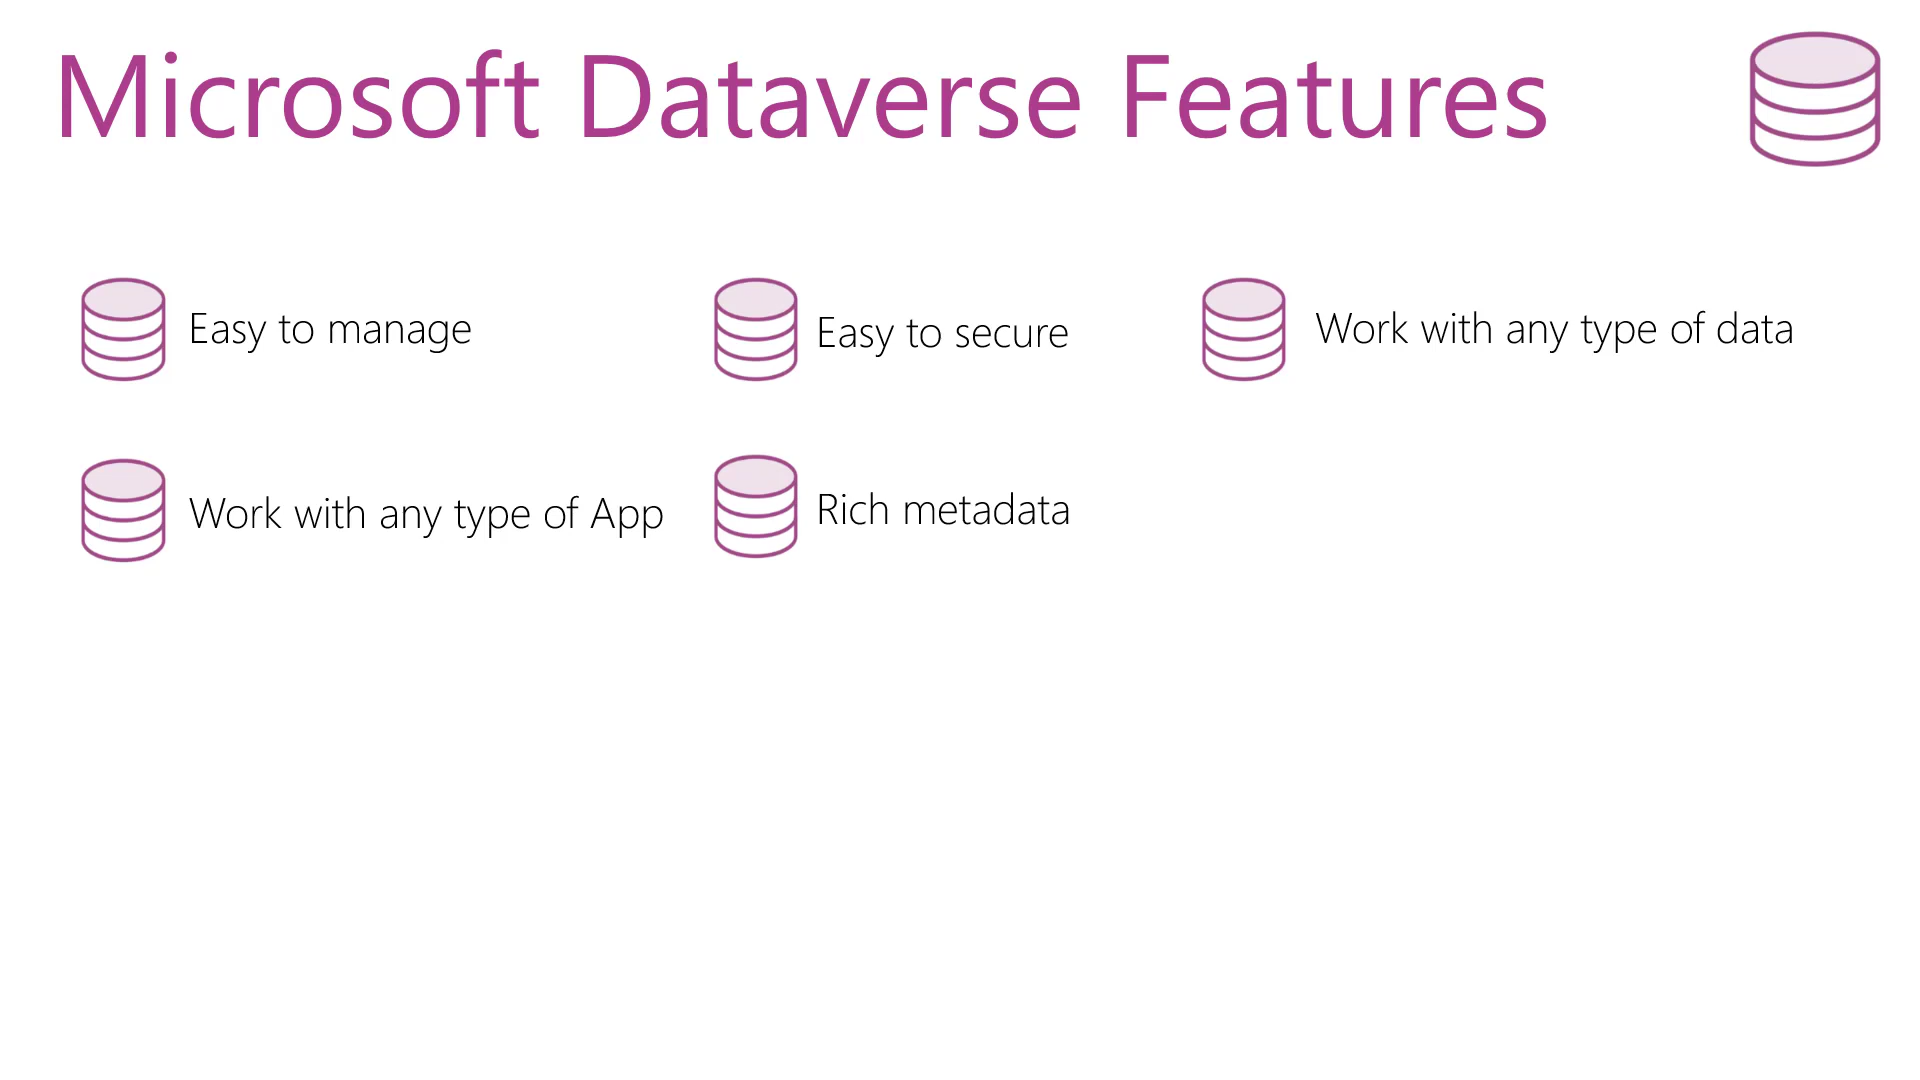 Microsoft Dataverse Features
Easy to manage
Easy to secure
Work with any type of data
Work with any type of App
Rich metadata